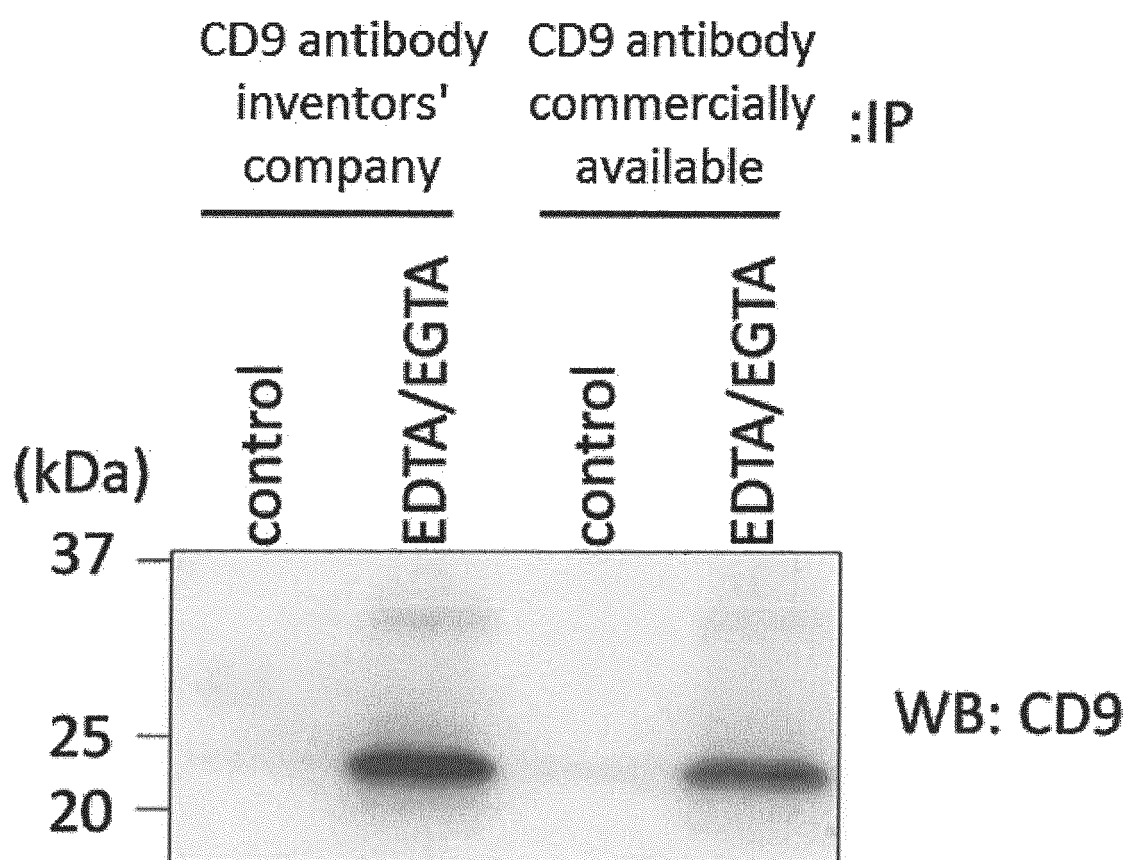 CD9 antibody inventors' company
CD9 antibody commercially available
:IP
control
EDTA/EGTA
control
EDTA/EGTA
(kDa)
37
25
20
WB: CD9